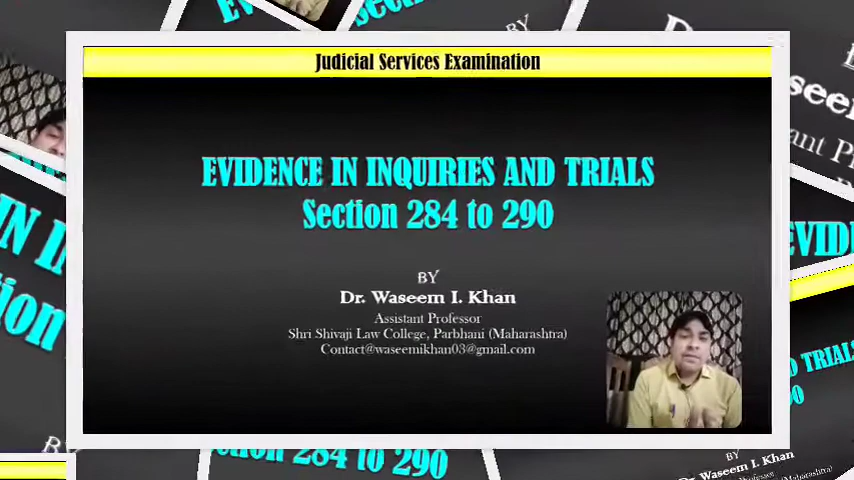 Judicial Services Examination
EVIDENCE IN INQUIRIES AND TRIALS
Section 284 to 290
BY
Dr. Waseem I. Khan
Assistant Professor
Shri Shivaji Law College, Parbhani (Maharashtra)
Contact@waseemikhan03@gmail.com